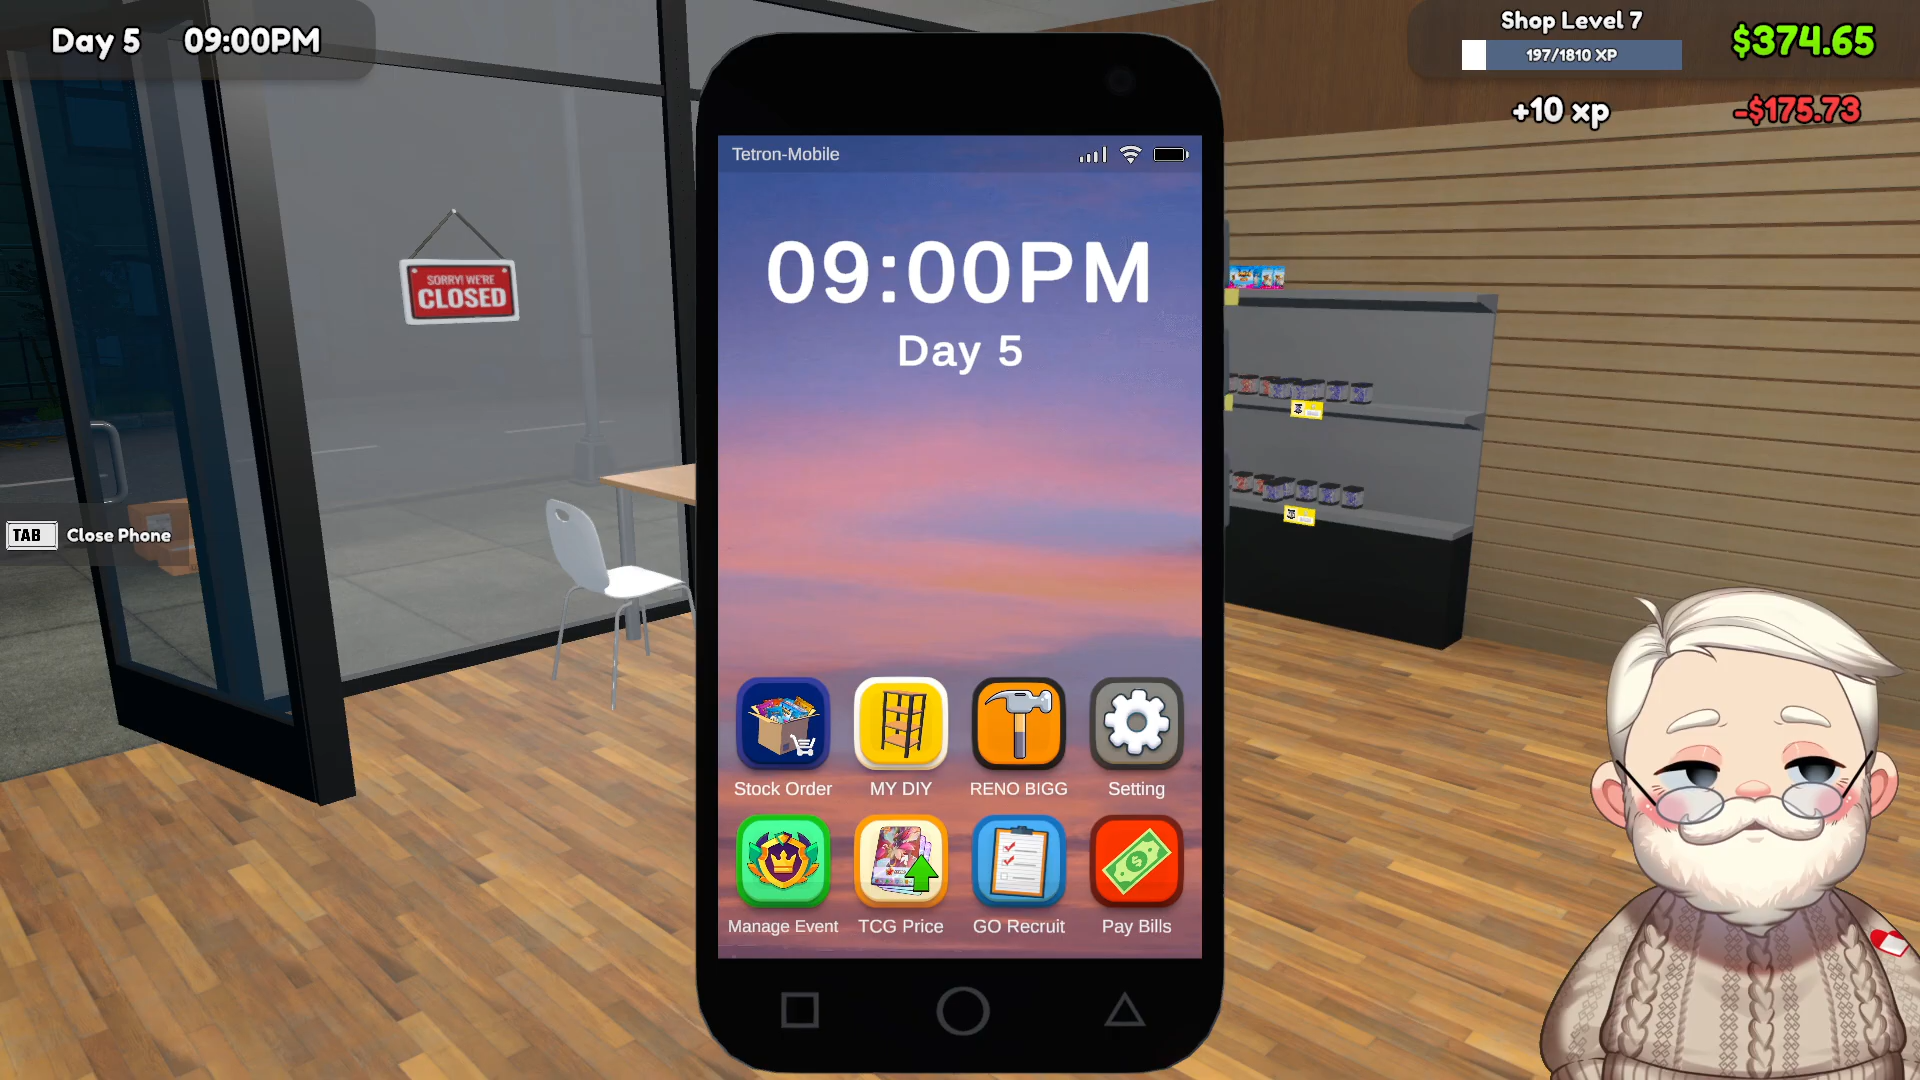 Day 5 09:00PM
Shop Level 7
197/1810 XP
$374.65
+10 xp
-$175.73
Tetron-Mobile
09:00PM
Day 5
SORRY! WE'RE
CLOSED
TAB Close Phone
Stock Order
MY DIY
RENO BIGG
Setting
Manage Event
TCG Price
GO Recruit
Pay Bills